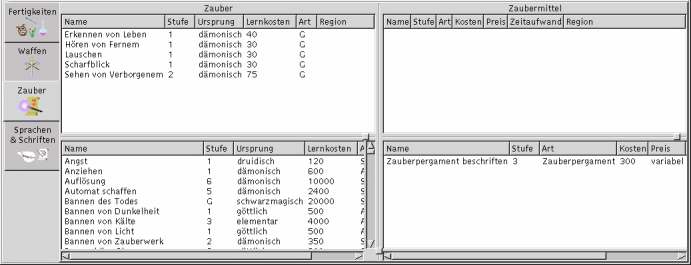 Fertigkeiten
Waffen
Zauber
Sprachen
& Schriften
Zauber
Name Stufe Ursprung Lernkosten Art Region
Erkennen von Leben 1 dämonisch 40 G
Hören von Fernem 1 dämonisch 30 G
Lauschen 1 dämonisch 30 G
Scharfblick 1 dämonisch 30 G
Sehen von Verborgenem 2 dämonisch 75 G
Name Stufe Ursprung Lernkosten
Angst 1 druidisch 120
Anziehen 1 dämonisch 600
Auflösung 6 dämonisch 10000
Automat schaffen 5 dämonisch 2400
Bannen des Todes G schwarzmagisch 20000
Bannen von Dunkelheit 1 göttlich 500
Bannen von Kälte 3 elementar 4000
Bannen von Licht 1 göttlich 500
Bannen von Zauberwerk 2 dämonisch 350
Zaubermittel
Name Stufe Art Kosten Preis Zeitaufwand Region
Name Stufe Art Kosten Preis
Zauberpergament beschriften 3 Zauberpergament 300 variabel